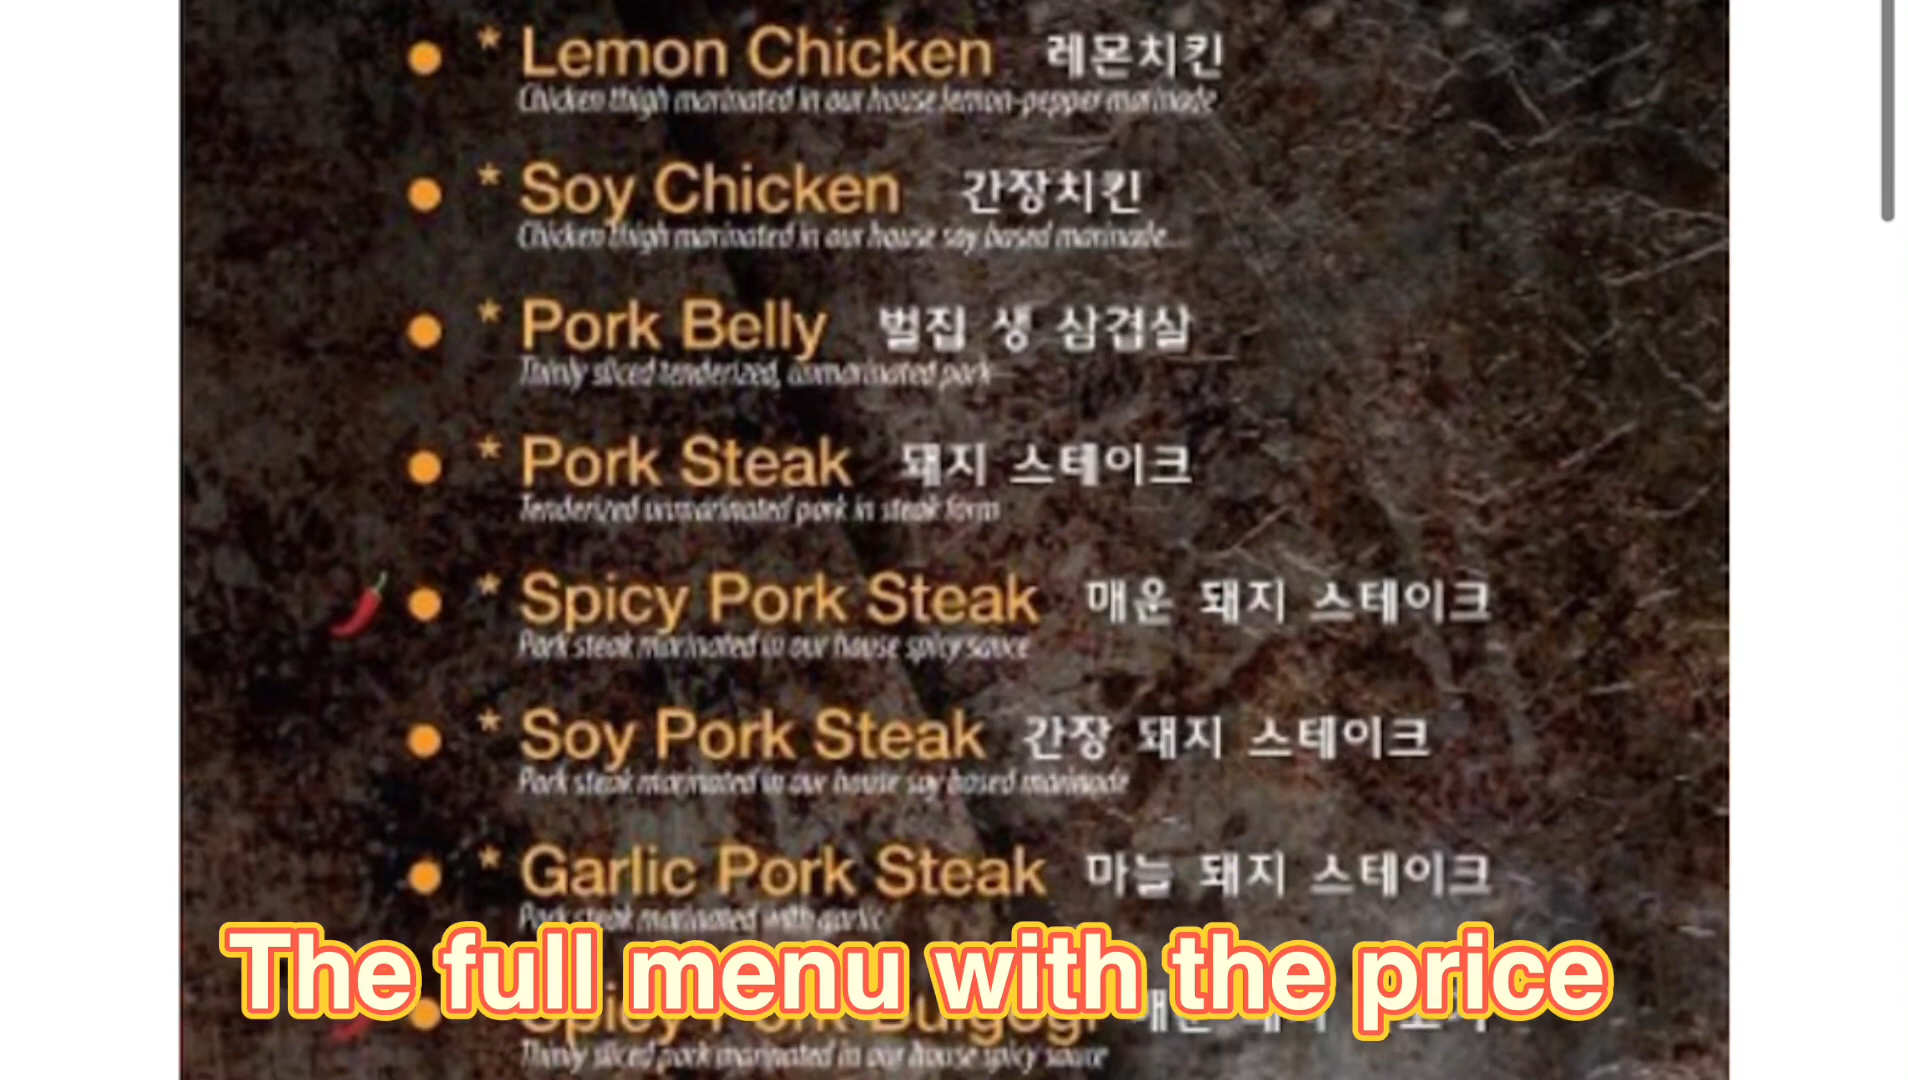 * Lemon Chicken 레몬치킨
Chicken thigh marinated in our house lemon-pepper marinade
* Soy Chicken 간장치킨
Chicken thigh marinated in our house soy based marinade
* Pork Belly 벌집 생 삼겹살
Thinly sliced tenderized, unmarinated pork
* Pork Steak 돼지 스테이크
Tenderized unmarinated pork in steak form
* Spicy Pork Steak 매운 돼지 스테이크
Pork steak marinated in our house spicy sauce
* Soy Pork Steak 간장 돼지 스테이크
Pork steak marinated in our house soy based marinade
* Garlic Pork Steak 마늘 돼지 스테이크
Pork steak marinated with garlic
The full menu with the price
Spicy Pork Bulgogi
Thinly sliced pork marinated in our house spicy sauce